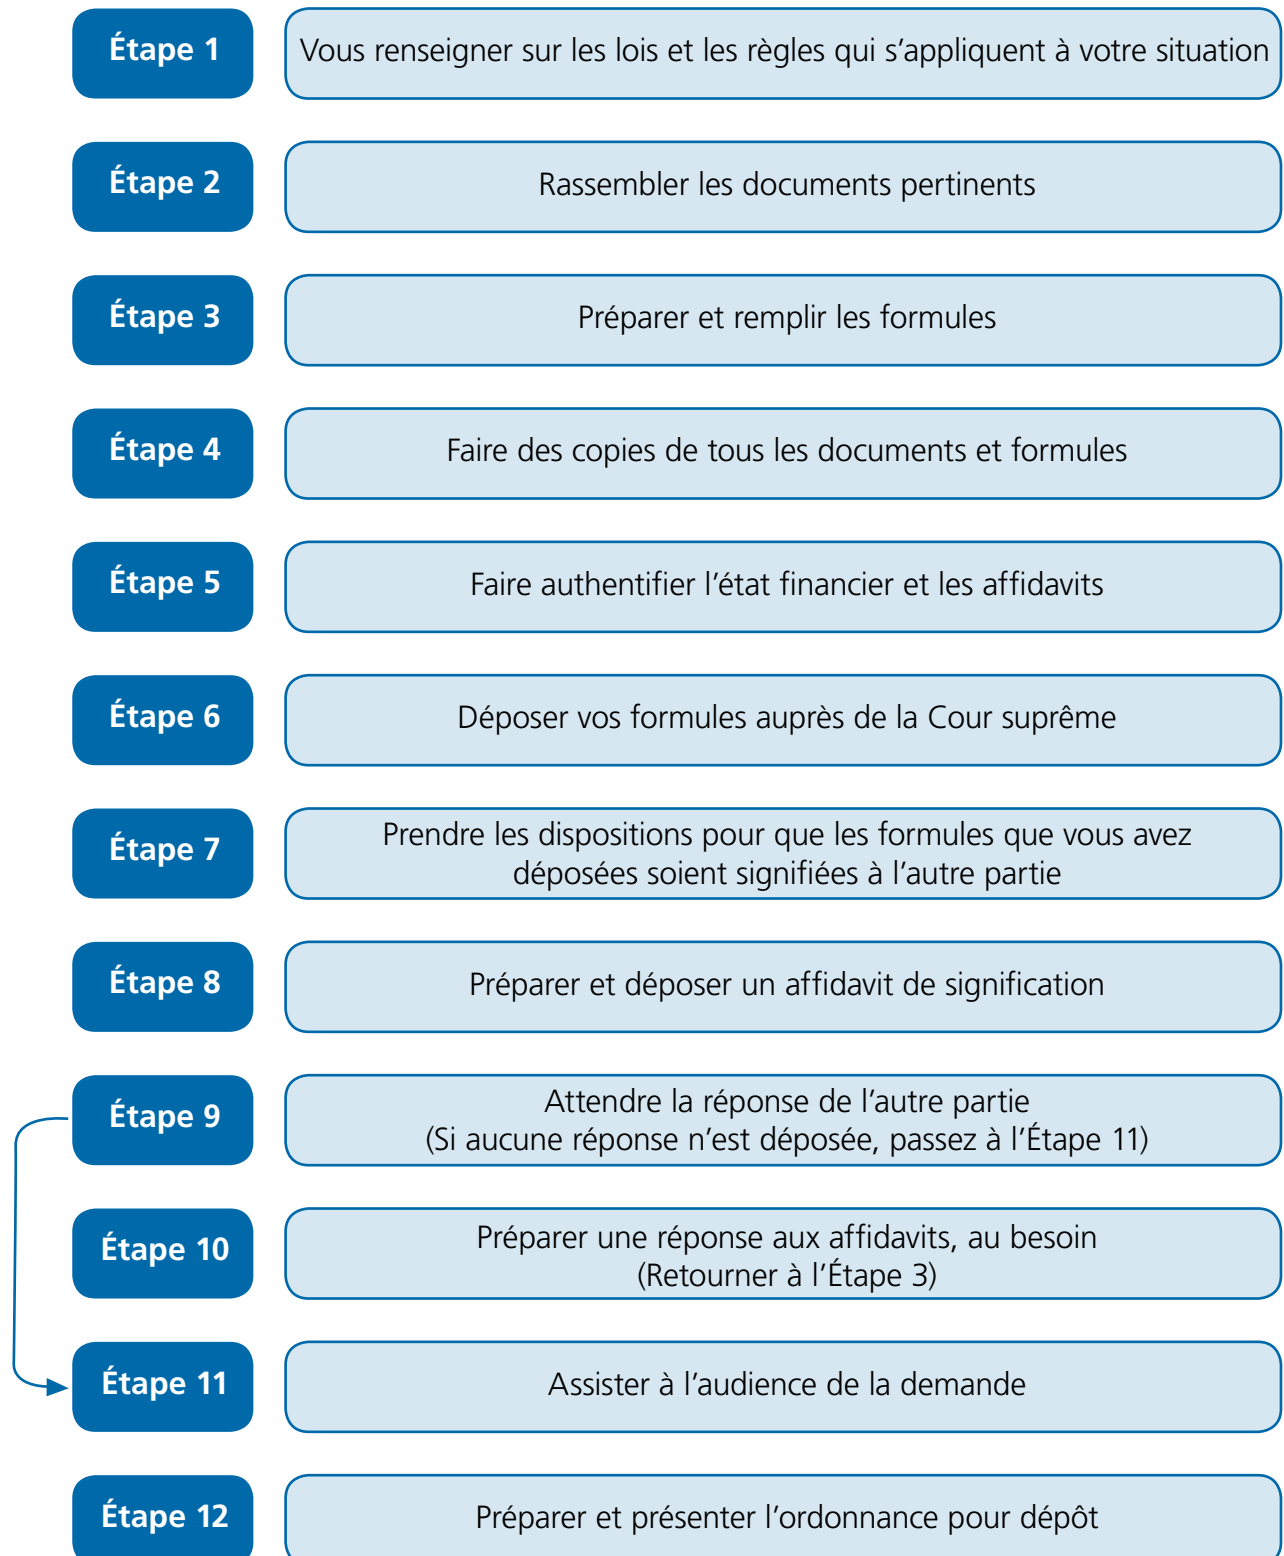 Étape 1
Vous renseigner sur les lois et les règles qui s’appliquent à votre situation
Étape 2
Rassembler les documents pertinents
Étape 3
Préparer et remplir les formules
Étape 4
Faire des copies de tous les documents et formules
Étape 5
Faire authentifier l’état financier et les affidavits
Étape 6
Déposer vos formules auprès de la Cour suprême
Étape 7
Prendre les dispositions pour que les formules que vous avez
déposées soient signifiées à l’autre partie
Étape 8
Préparer et déposer un affidavit de signification
Étape 9
Attendre la réponse de l’autre partie
(Si aucune réponse n’est déposée, passez à l’Étape 11)
Étape 10
Préparer une réponse aux affidavits, au besoin
(Retourner à l’Étape 3)
Étape 11
Assister à l’audience de la demande
Étape 12
Préparer et présenter l’ordonnance pour dépôt